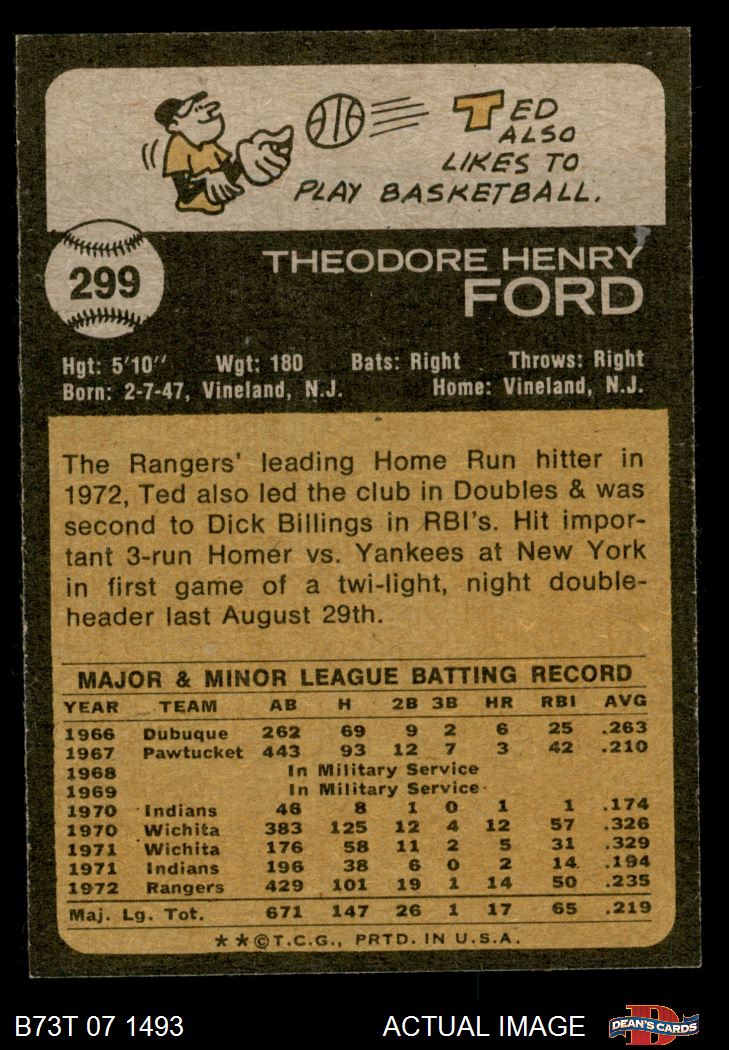 TED
ALSO
LIKES TO
PLAY BASKETBALL.
299
THEODORE HENRY
FORD
Hgt: 5'10" Wgt: 180 Bats: Right Throws: Right
Born: 2-7-47, Vineland, N.J. Home: Vineland, N.J.
The Rangers' leading Home Run hitter in
1972, Ted also led the club in Doubles & was
second to Dick Billings in RBI's. Hit impor-
tant 3-run Homer vs. Yankees at New York
in first game of a twi-light, night double-
header last August 29th.
MAJOR & MINOR LEAGUE BATTING RECORD
YEAR TEAM AB H 2B 3B HR RBI AVG
1966 Dubuque 262 69 9 2 6 25 .263
1967 Pawtucket 443 93 12 7 3 42 .210
1968 In Military Service
1969 In Military Service
1970 Indians 46 8 1 0 1 1 .174
1970 Wichita 383 125 12 4 12 57 .326
1971 Wichita 176 58 11 2 5 31 .329
1971 Indians 196 38 6 0 2 14 .194
1972 Rangers 429 101 19 1 14 50 .235
Maj. Lg. Tot. 671 147 26 1 17 65 .219
**©T.C.G., PRTD. IN U.S.A.
B73T 07 1493 ACTUAL IMAGE DEAN'S CARDS